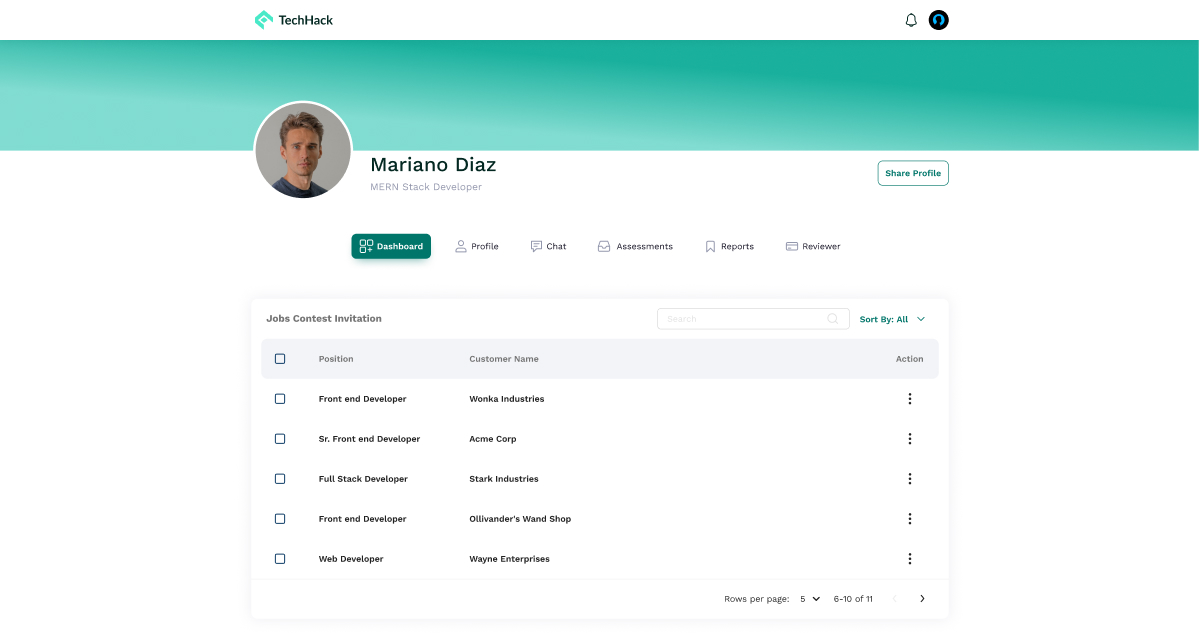 TechHack
Mariano Diaz
MERN Stack Developer
Share Profile
Dashboard Profile Chat Assessments Reports Reviewer
Jobs Contest Invitation Search Sort By: All
Position Customer Name Action
Front end Developer Wonka Industries
Sr. Front end Developer Acme Corp
Full Stack Developer Stark Industries
Front end Developer Ollivander's Wand Shop
Web Developer Wayne Enterprises
Rows per page: 5 6-10 of 11